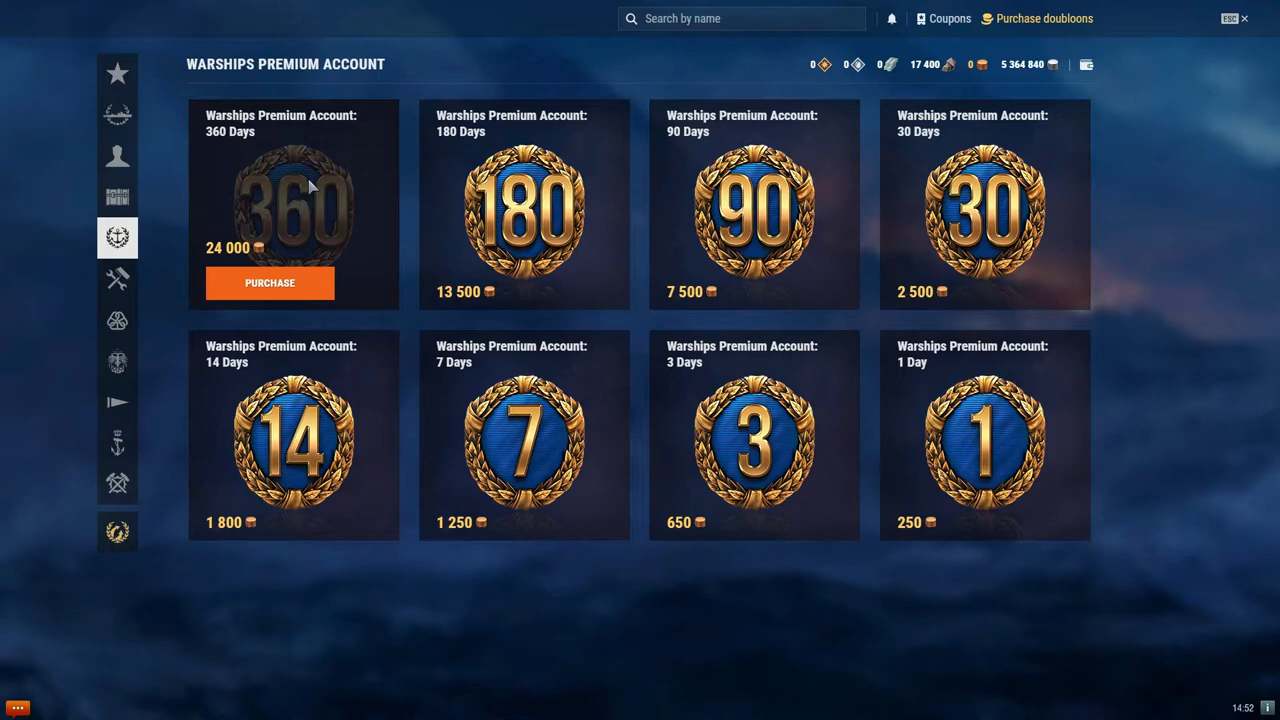 Search by name
Coupons
Purchase doubloons
ESC
WARSHIPS PREMIUM ACCOUNT
0
0
0
17 400
0
5 364 840
Warships Premium Account:
360 Days
360
24 000
PURCHASE
Warships Premium Account:
180 Days
180
13 500
Warships Premium Account:
90 Days
90
7 500
Warships Premium Account:
30 Days
30
2 500
Warships Premium Account:
14 Days
14
1 800
Warships Premium Account:
7 Days
7
1 250
Warships Premium Account:
3 Days
3
650
Warships Premium Account:
1 Day
1
250
14:52